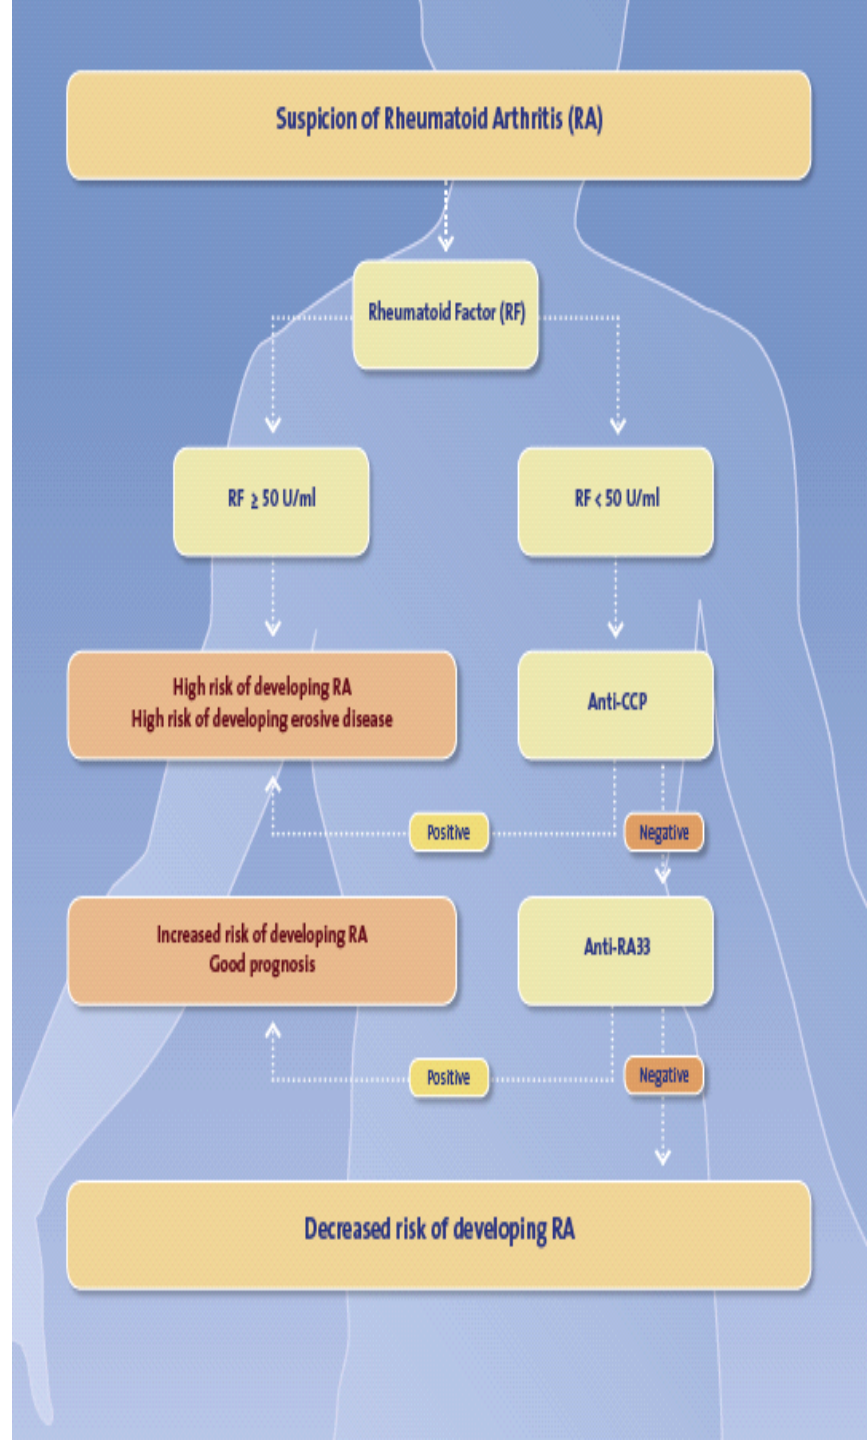 Suspicion of Rheumatoid Arthritis (RA)
Rheumatoid Factor (RF)
RF ≥ 50 U/ml
RF < 50 U/ml
High risk of developing RA
High risk of developing erosive disease
Anti-CCP
Positive
Negative
Increased risk of developing RA
Good prognosis
Anti-RA33
Positive
Negative
Decreased risk of developing RA